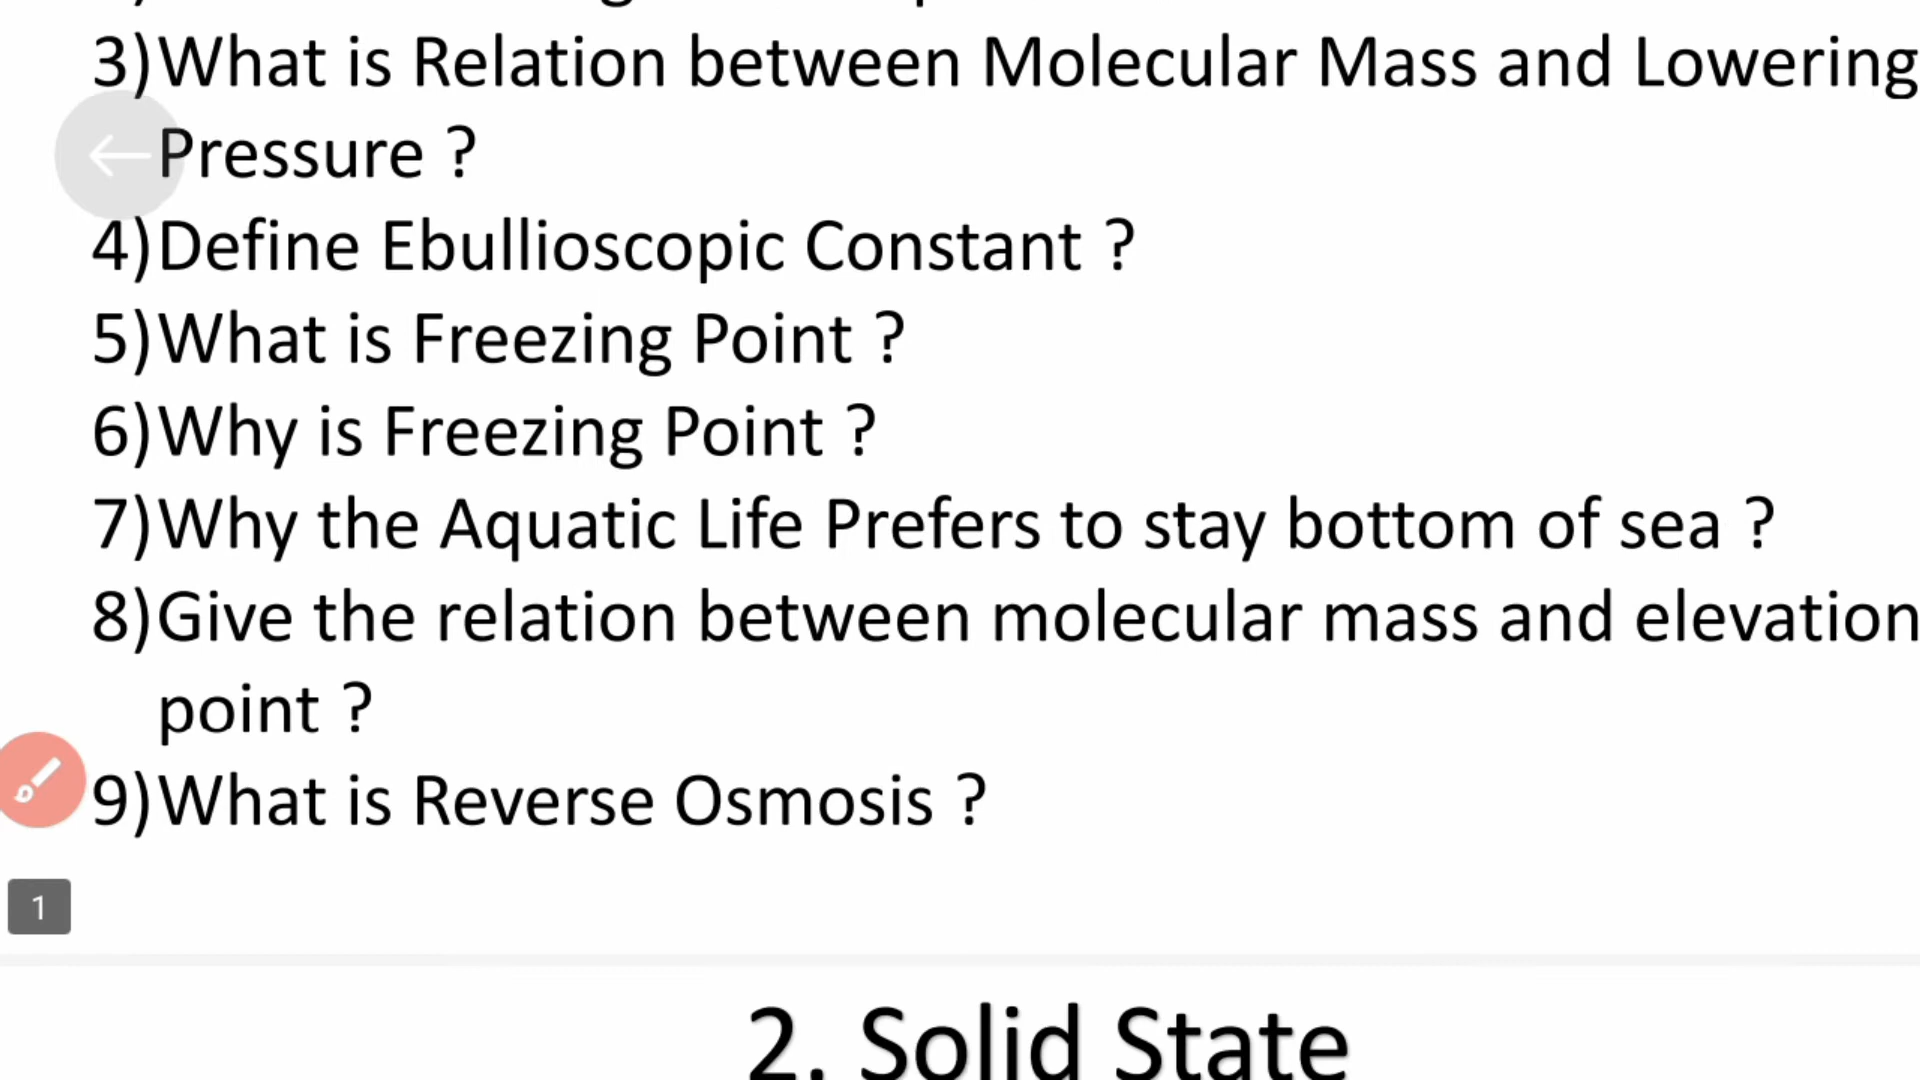 3)What is Relation between Molecular Mass and Lowering
Pressure ?
4)Define Ebullioscopic Constant ?
5)What is Freezing Point ?
6)Why is Freezing Point ?
7)Why the Aquatic Life Prefers to stay bottom of sea ?
8)Give the relation between molecular mass and elevation
point ?
9)What is Reverse Osmosis ?
1
2. Solid State